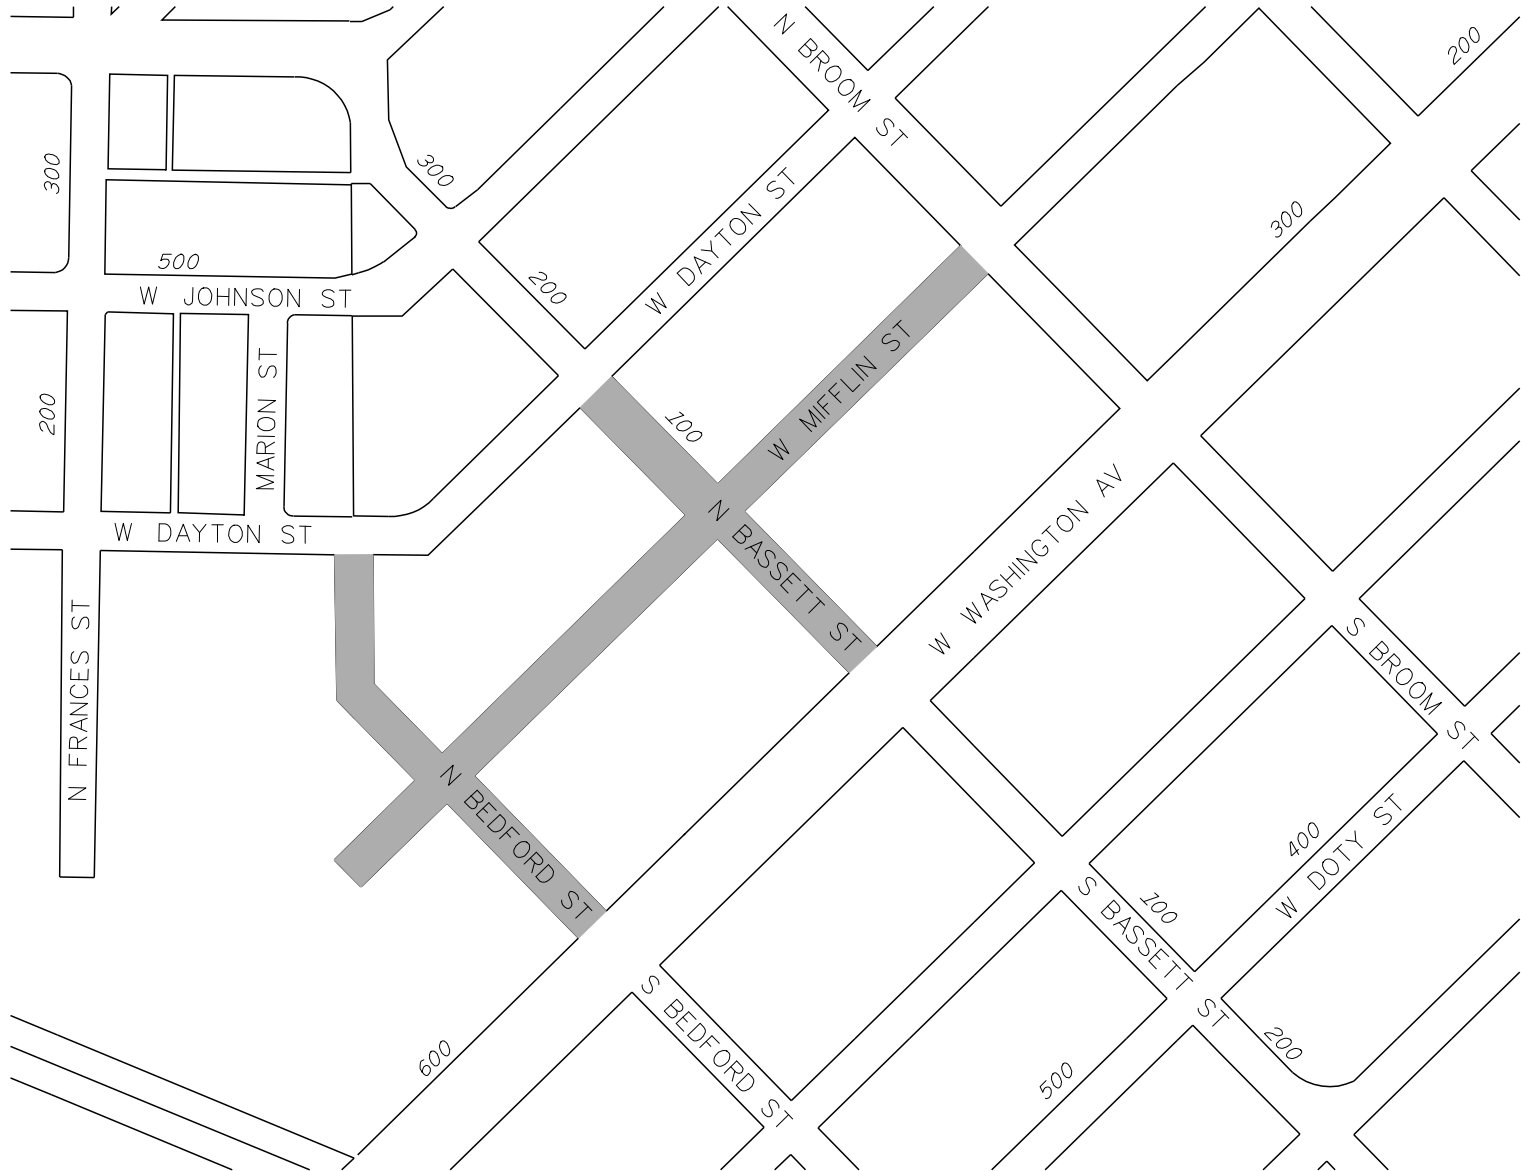 N BROOM ST
200
300
300
W DAYTON ST
300
500
200
W JOHNSON ST
W MIFFLIN ST
MARION ST
200
100
W WASHINGTON AV
N BASSETT ST
W DAYTON ST
N FRANCES ST
S BROOM ST
N BEDFORD ST
400
W DOTY ST
100
S BASSETT ST
S BEDFORD ST
600
200
500